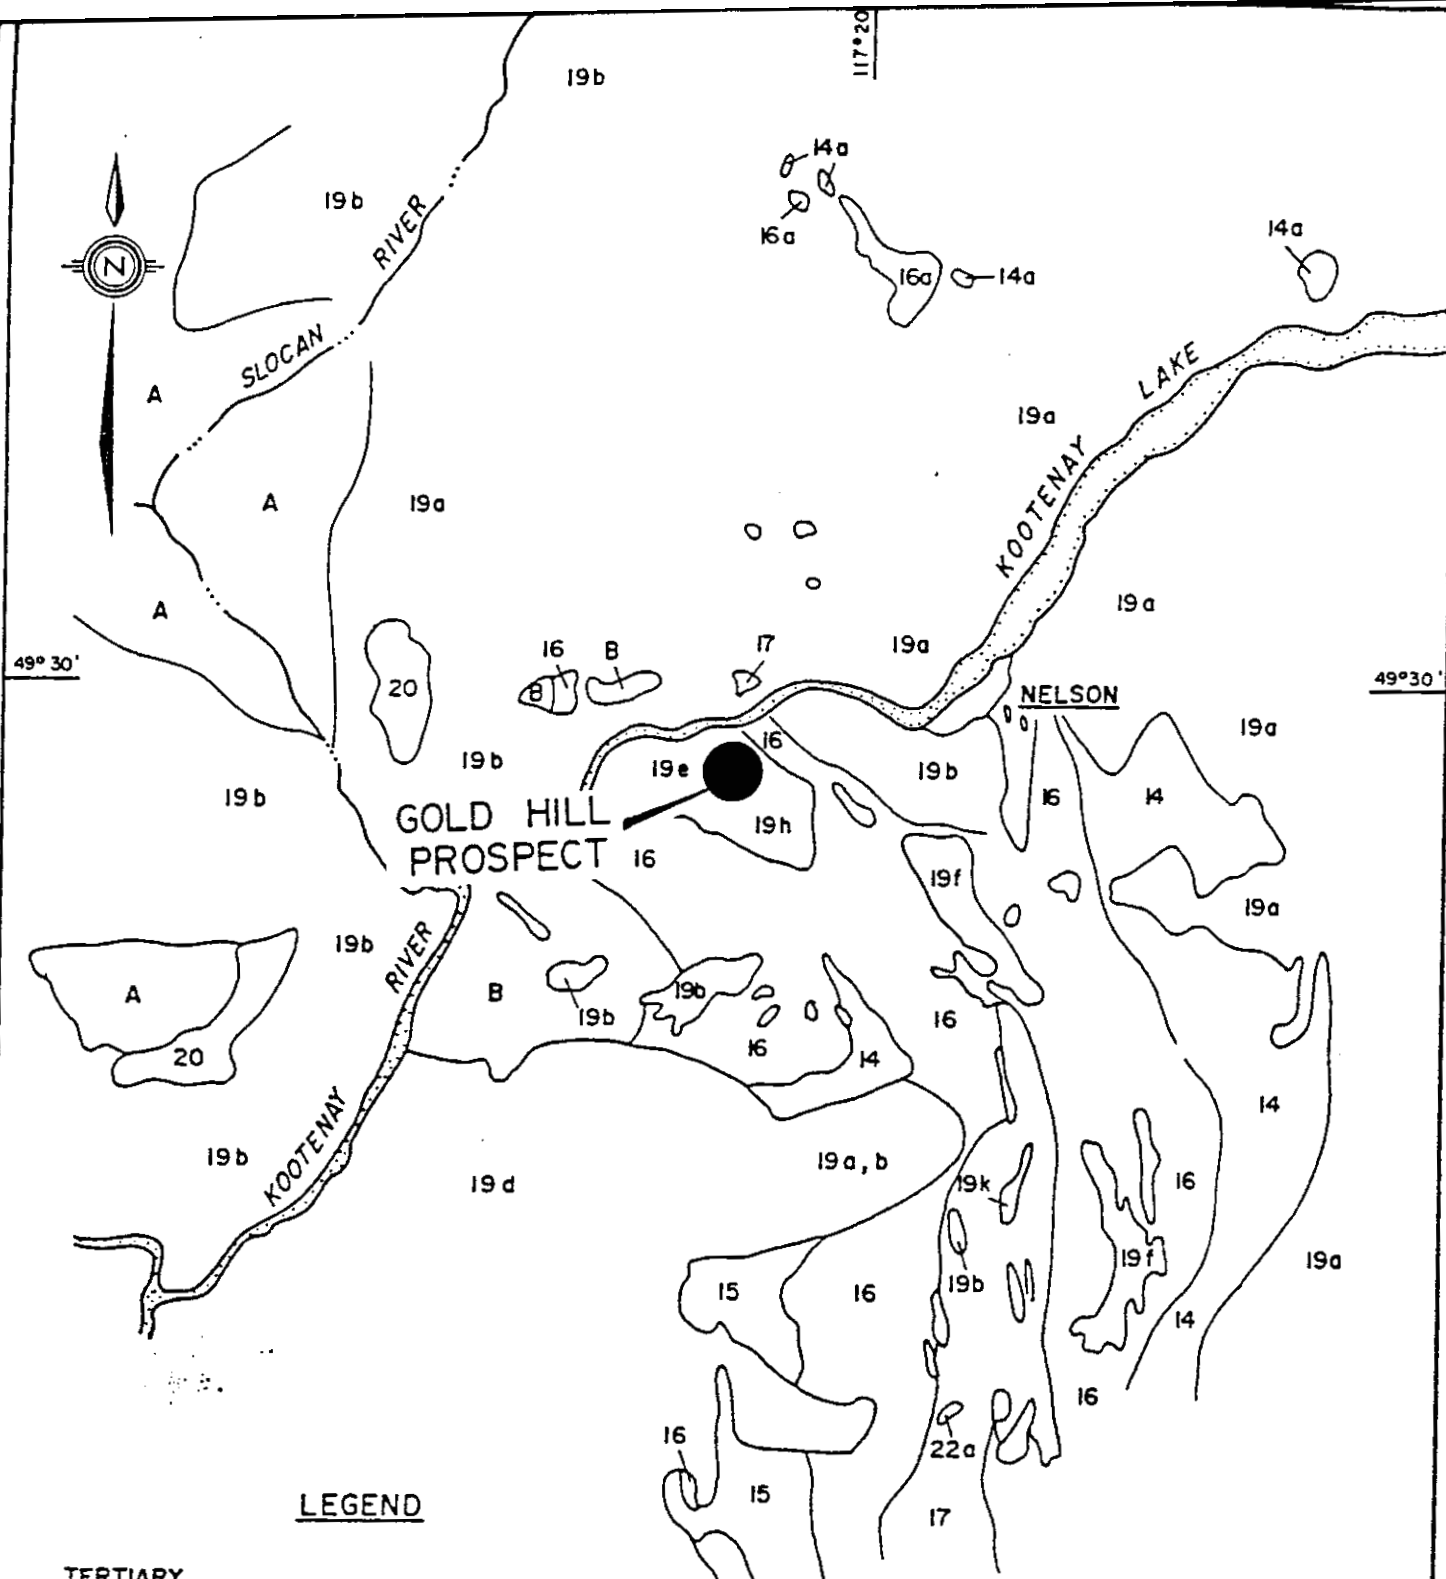 117°20
19b
14a
19b
RIVER
16a
14a
16a
14a
N
SLOCAN
LAKE
A
19a
KOOTENAY
A
19a
A
19a
49° 30'
16
B
17
19a
49° 30'
20
B
NELSON
19a
19b
16
19e
19b
19b
16
14
GOLD HILL
19h
PROSPECT
16
19f
19a
19b
RIVER
A
B
19b
19b
16
20
16
14
14
KOOTENAY
19b
19a, b
19d
19k
16
19f
19a
19b
15
16
14
16
16
22a
15
17
LEGEND
TERTIARY